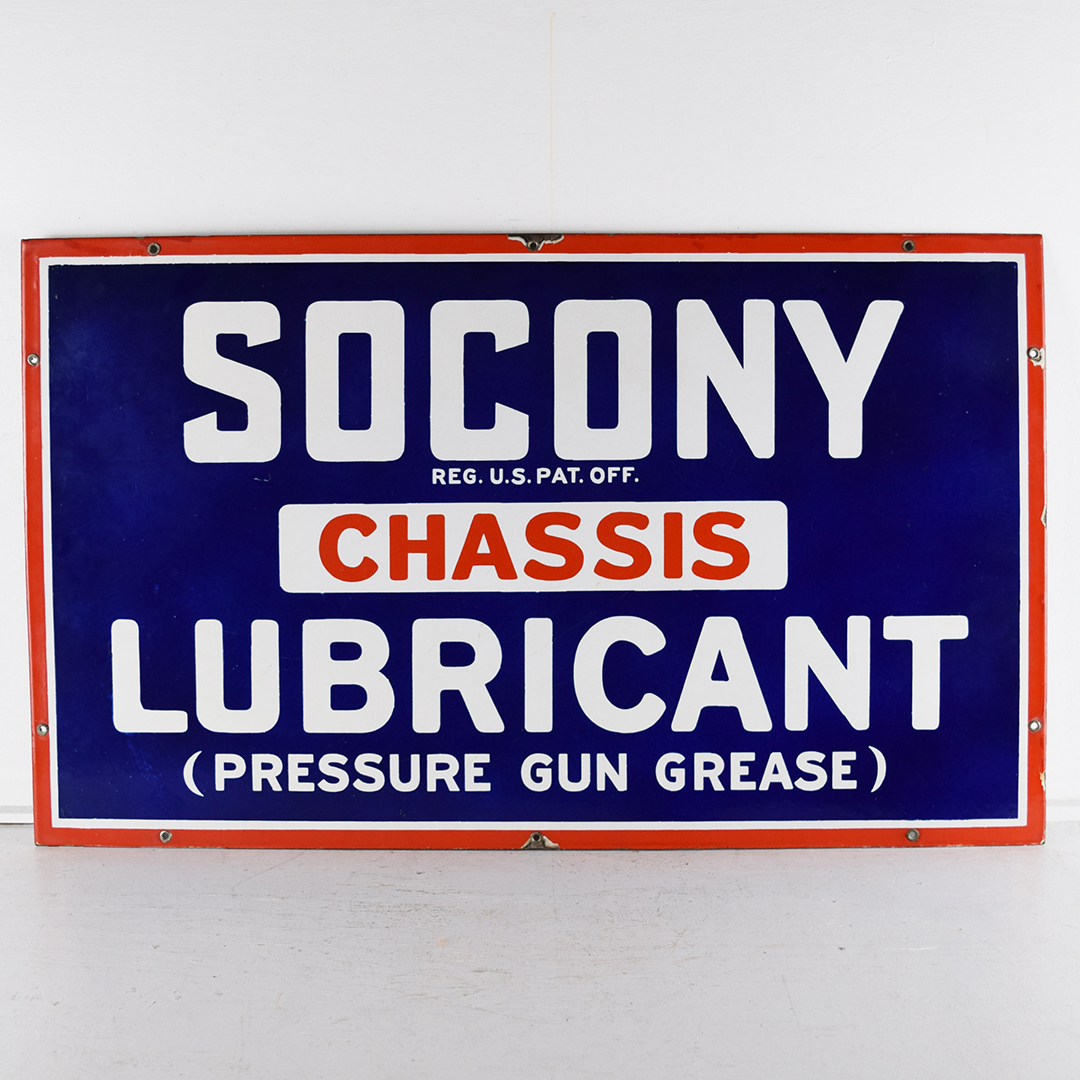 SOCONY
REG. U.S. PAT. OFF.
CHASSIS
LUBRICANT
(PRESSURE GUN GREASE)